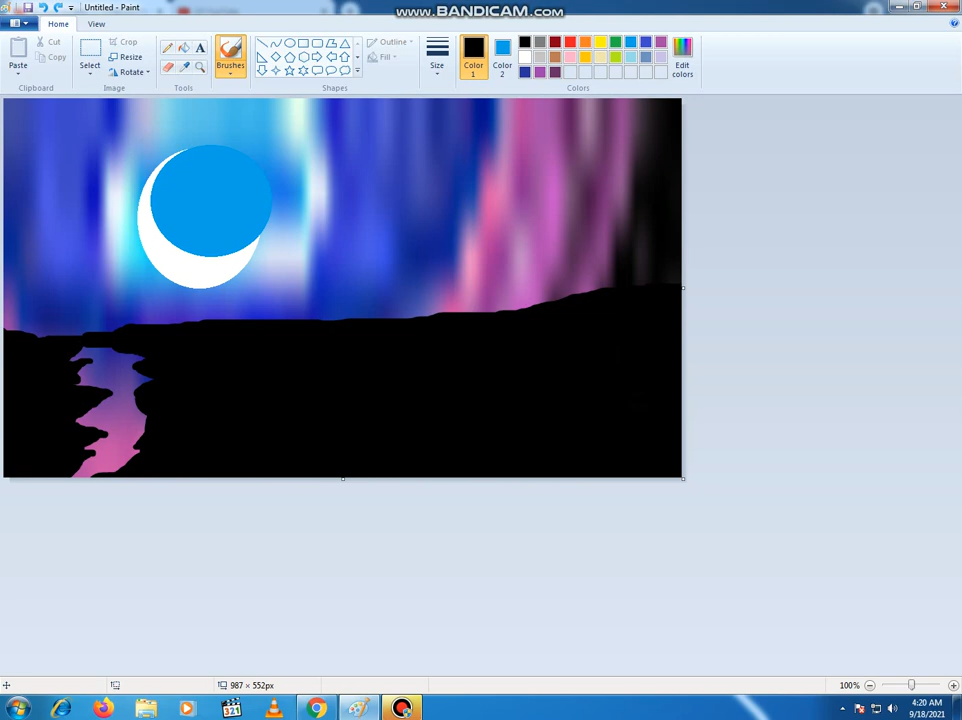 Untitled - Paint
www.BANDICAM.com
Home
View
Paste
Cut
Copy
Clipboard
Select
Crop
Resize
Rotate
Image
A
Tools
Brushes
Outline
Fill
Shapes
Size
Color
1
Color
2
Edit
colors
Colors
987 × 552px
100%
321
4:20 AM
9/18/2021